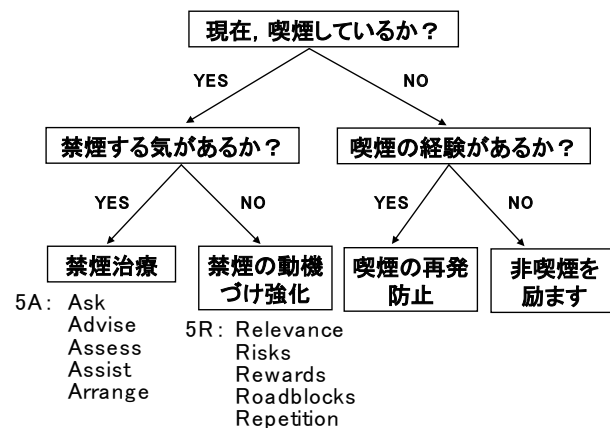 現在，喫煙しているか？
YES
NO
禁煙する気があるか？
喫煙の経験があるか？
YES
NO
YES
NO
禁煙治療
禁煙の動機
づけ強化
喫煙の再発
防止
非喫煙を
励ます
5A： Ask
Advise
Assess
Assist
Arrange
5R： Relevance
Risks
Rewards
Roadblocks
Repetition